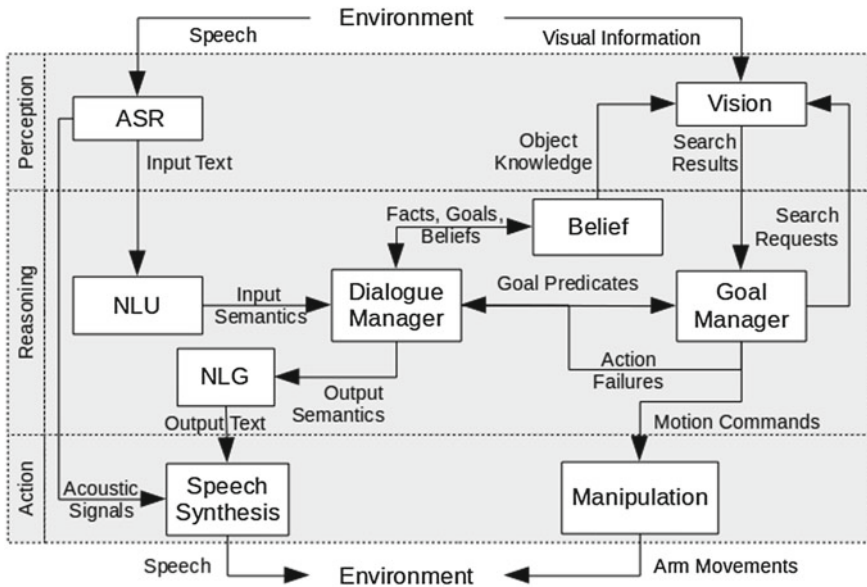 Environment
Speech
Visual Information
Perception
ASR
Vision
Input Text
Object
Knowledge
Search
Results
Reasoning
Facts, Goals,
Beliefs
Belief
Search
Requests
NLU
Input
Semantics
Dialogue
Manager
Goal Predicates
Goal
Manager
NLG
Output
Semantics
Action
Failures
Output Text
Motion Commands
Action
Acoustic
Signals
Speech
Synthesis
Manipulation
Speech
Environment
Arm Movements